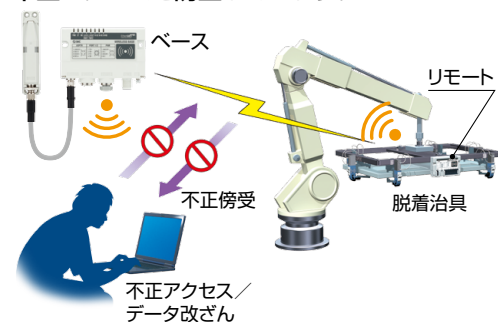 ベース
リモート
不正傍受
脱着治具
不正アクセス／
データ改ざん